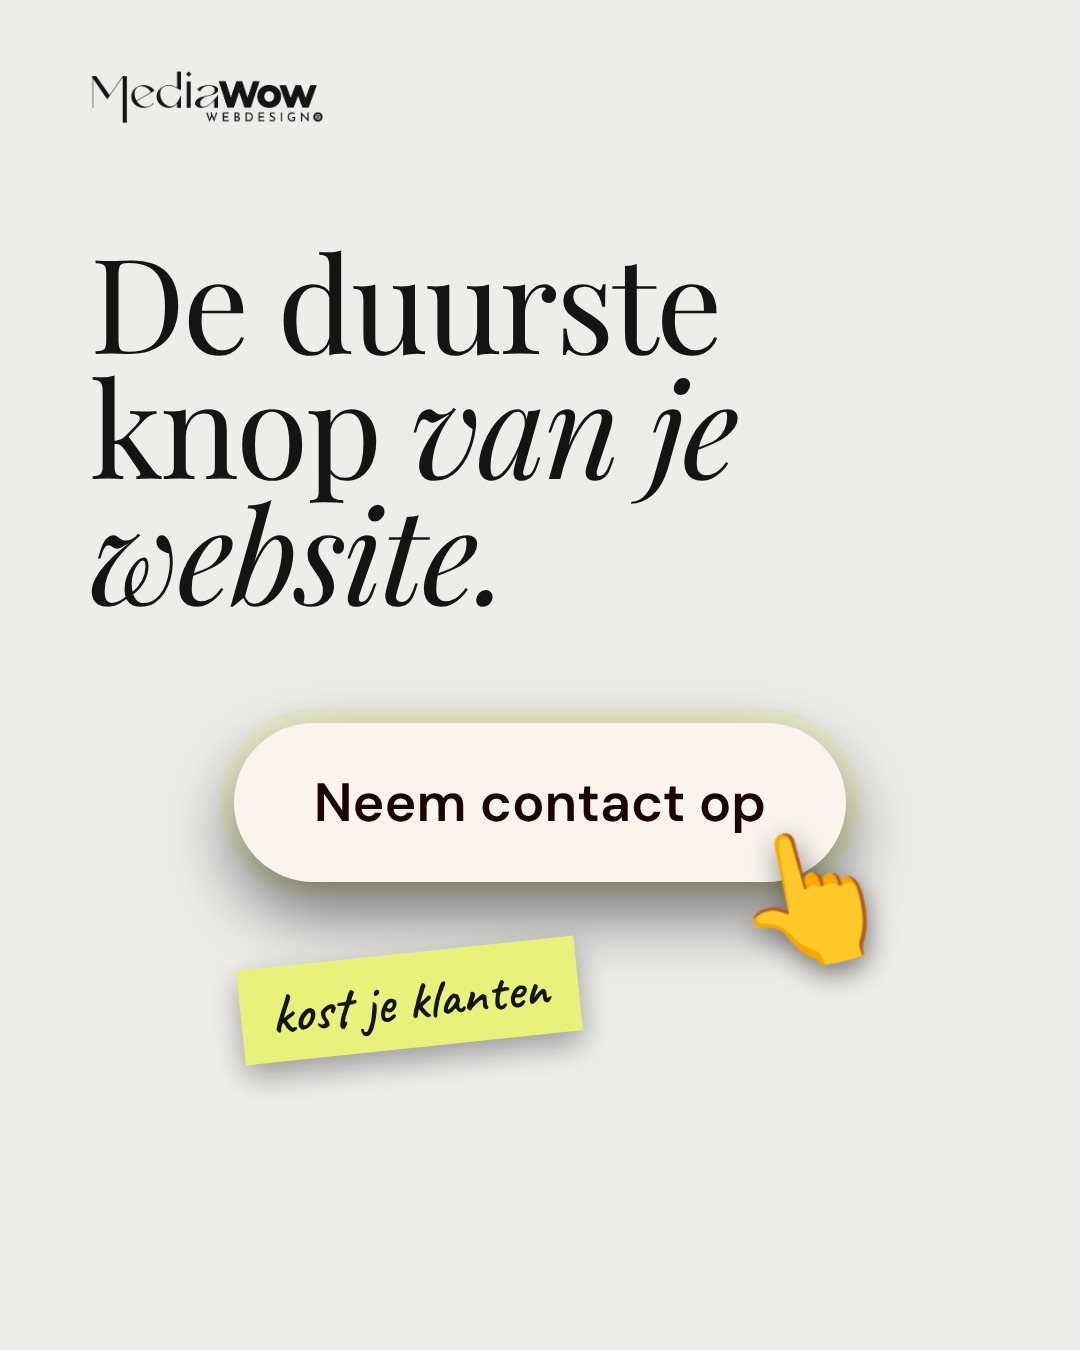 MediaWow
WEBDESIGN
De duurste
knop van je
website.
Neem contact op
kost je klanten